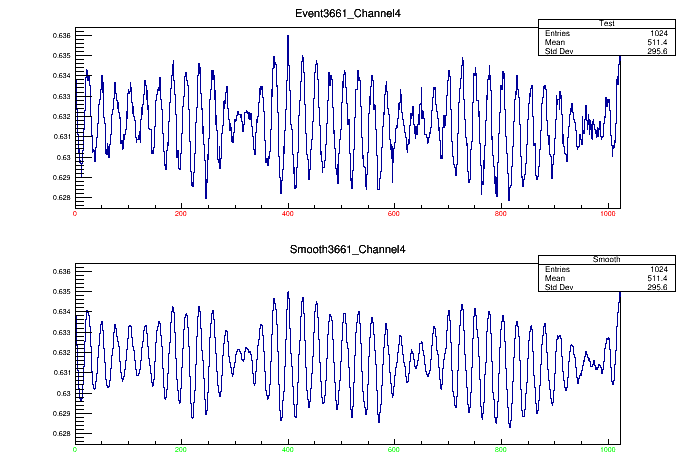 Event3661_Channel4
Test
Entries 1024
Mean 511.4
Std Dev 295.6
0.636
0.635
0.634
0.633
0.632
0.631
0.63
0.629
0.628
0 200 400 600 800 1000
Smooth3661_Channel4
Smooth
Entries 1024
Mean 511.4
Std Dev 295.6
0.636
0.635
0.634
0.633
0.632
0.631
0.63
0.629
0.628
0 200 400 600 800 1000